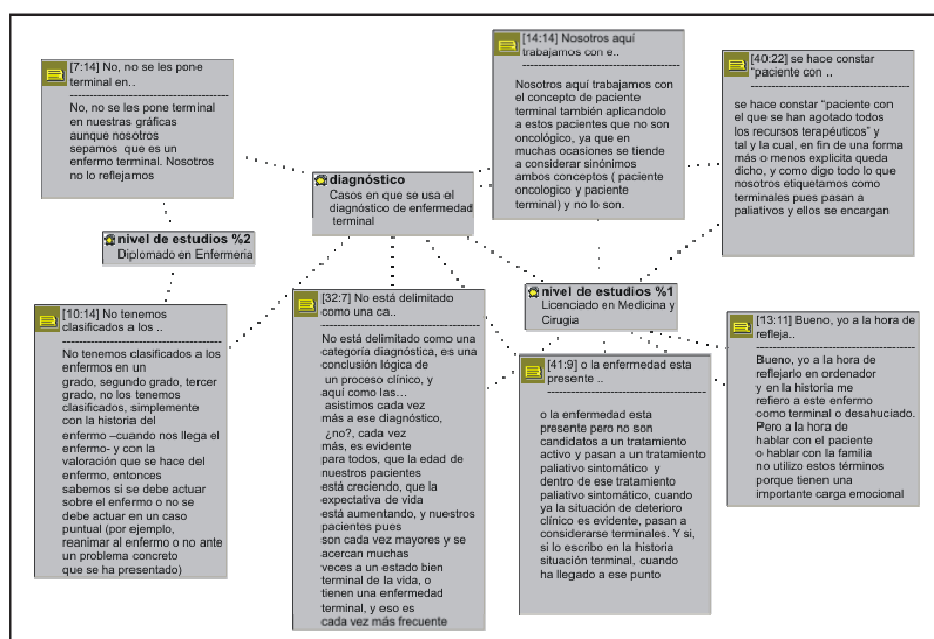 [7:14] No, no se les pone
terminal en..
No, no se les pone terminal
en nuestras gráficas
aunque nosotros
sepamos que es un
enfermo terminal. Nosotros
no lo reflejamos
[14:14] Nosotros aquí
trabajamos con e..
Nosotros aquí trabajamos con
el concepto de paciente
terminal también aplicandolo
a estos pacientes que no son
oncológico, ya que en
muchas ocasiones se tiende
a considerar sinónimos
ambos conceptos ( paciente
oncologico y paciente
terminal) y no lo son.
[40:22] se hace constar
"paciente con ..
se hace constar "paciente con
el que se han agotado todos
los recursos terapéuticos" y
tal y la cual, en fin de una forma
más o menos explicita queda
dicho, y como digo todo lo que
nosotros etiquetamos como
terminales pues pasan a
paliativos y ellos se encargan
diagnóstico
Casos en que se usa el
diagnóstico de enfermedad
terminal
nivel de estudios %2
Diplomado en Enfermeria
nivel de estudios %1
Licenciado en Medicina y
Cirugia
[10:14] No tenemos
clasificados a los ..
No tenemos clasificados a los
enfermos en un
grado, segundo grado, tercer
grado, no los tenemos
clasificados, simplemente
con la historia del
enfermo –cuando nos llega el
enfermo- y con la
valoración que se hace del
enfermo, entonces
sabemos si se debe actuar
sobre el enfermo o no se
debe actuar en un caso
puntual (por ejemplo,
reanimar al enfermo o no ante
un problema concreto
que se ha presentado)
[32:7] No está delimitado
como una ca..
No está delimitado como una
categoría diagnóstica, es una
conclusión lógica de
un proceso clínico, y
aquí como las...
asistimos cada vez
más a ese diagnóstico,
¿no?, cada vez
más, es evidente
para todos, que la edad de
nuestros pacientes
está creciendo, que la
expectativa de vida
está aumentando, y nuestros
pacientes pues
son cada vez mayores y se
acercan muchas
veces a un estado bien
terminal de la vida, o
tienen una enfermedad
terminal, y eso es
cada vez más frecuente
[41:9] o la enfermedad esta
presente ..
o la enfermedad esta
presente pero no son
candidatos a un tratamiento
activo y pasan a un tratamiento
paliativo sintomático y
dentro de ese tratamiento
paliativo sintomático, cuando
ya la situación de deterioro
clínico es evidente, pasan a
considerarse terminales. Y si,
si lo escribo en la historia
situación terminal, cuando
ha llegado a ese punto
[13:11] Bueno, yo a la hora de
refleja..
Bueno, yo a la hora de
reflejarlo en ordenador
y en la historia me
refiero a este enfermo
como terminal o desahuciado.
Pero a la hora de
hablar con el paciente
o hablar con la familia
no utilizo estos términos
porque tienen una
importante carga emocional